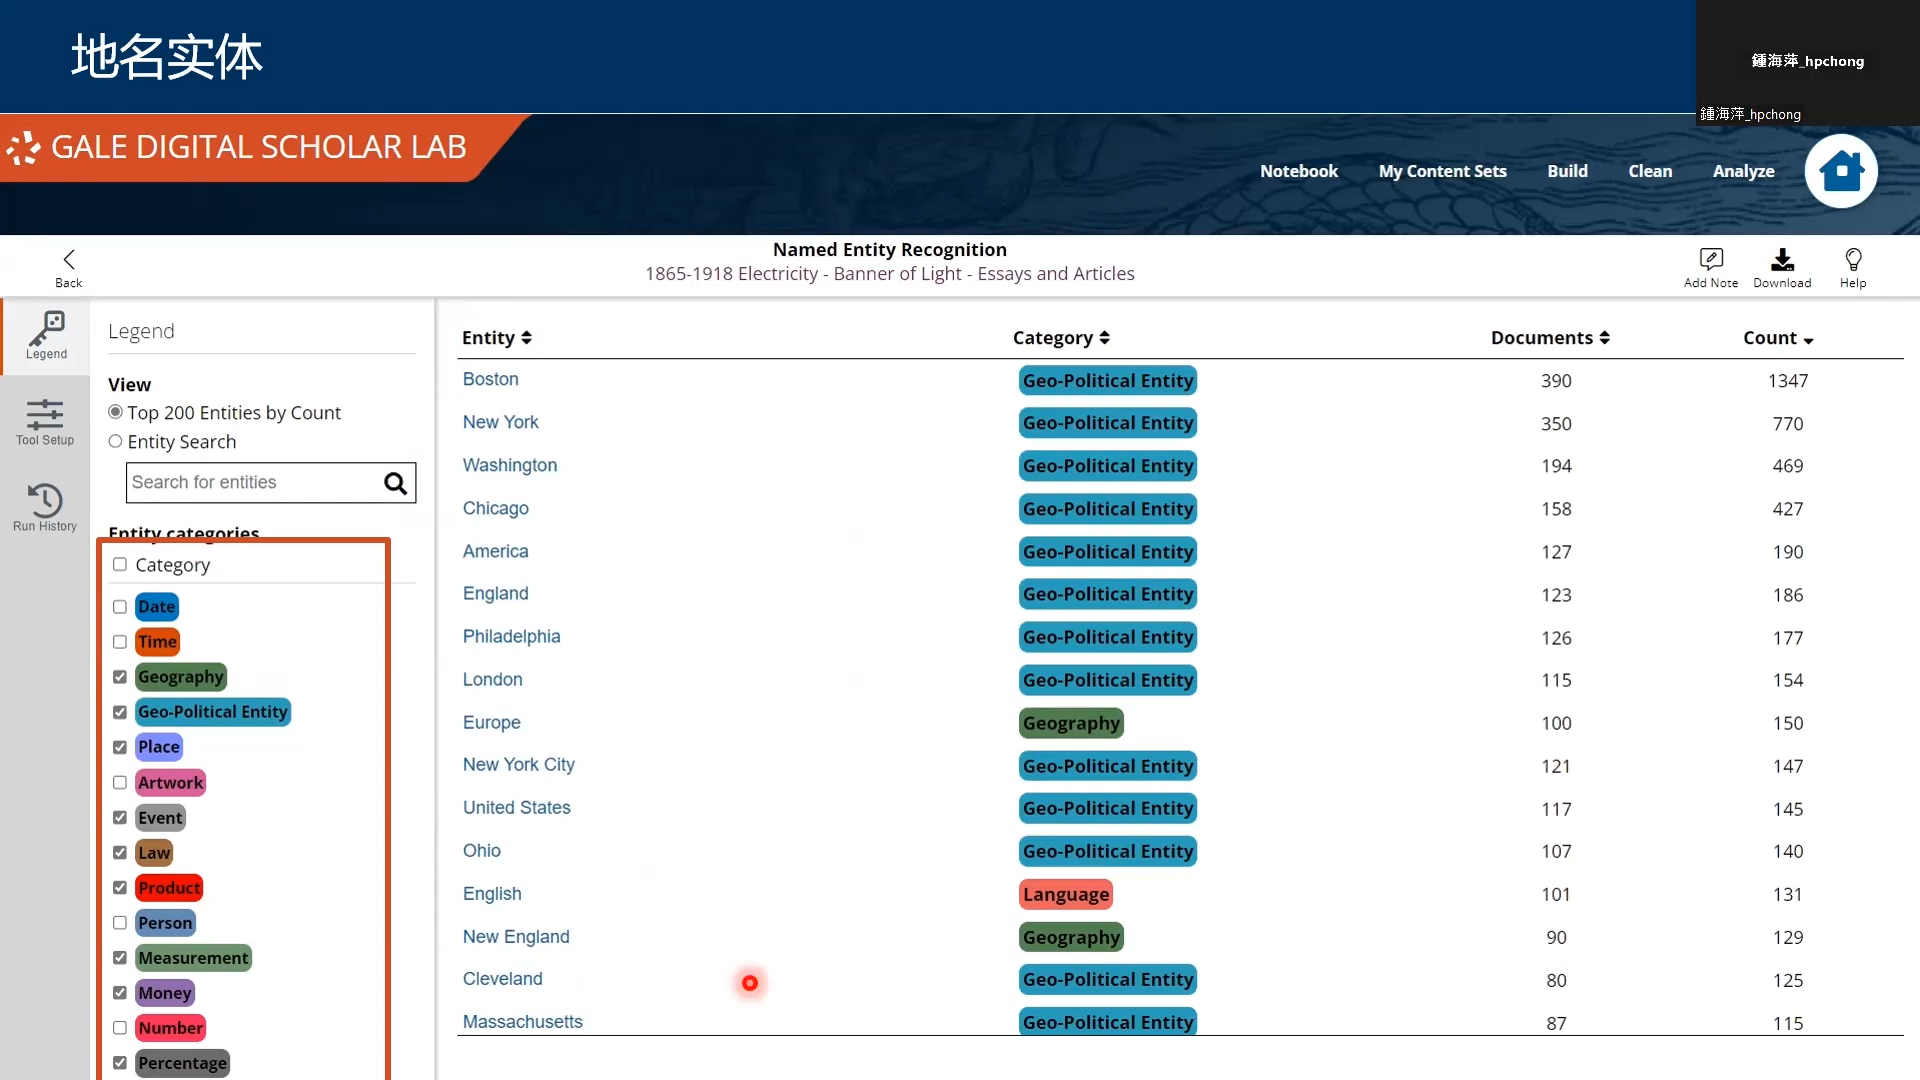 地名实体
鍾海萍_hpchong
鍾海萍_hpchong
GALE DIGITAL SCHOLAR LAB
Notebook
My Content Sets
Build
Clean
Analyze
Back
Named Entity Recognition
1865-1918 Electricity - Banner of Light - Essays and Articles
Add Note
Download
Help
Legend
Tool Setup
Run History
Legend
View
Top 200 Entities by Count
Entity Search
Search for entities
Entity categories
Category
Date
Time
Geography
Geo-Political Entity
Place
Artwork
Event
Law
Product
Person
Measurement
Money
Number
Percentage
Entity Category Documents Count
Boston Geo-Political Entity 390 1347
New York Geo-Political Entity 350 770
Washington Geo-Political Entity 194 469
Chicago Geo-Political Entity 158 427
America Geo-Political Entity 127 190
England Geo-Political Entity 123 186
Philadelphia Geo-Political Entity 126 177
London Geo-Political Entity 115 154
Europe Geography 100 150
New York City Geo-Political Entity 121 147
United States Geo-Political Entity 117 145
Ohio Geo-Political Entity 107 140
English Language 101 131
New England Geography 90 129
Cleveland Geo-Political Entity 80 125
Massachusetts Geo-Political Entity 87 115